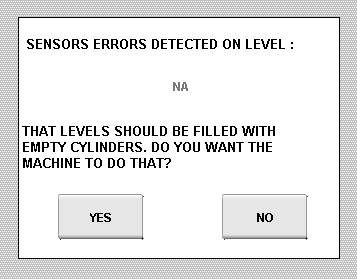 SENSORS ERRORS DETECTED ON LEVEL :
NA
THAT LEVELS SHOULD BE FILLED WITH
EMPTY CYLINDERS. DO YOU WANT THE
MACHINE TO DO THAT?
YES
NO